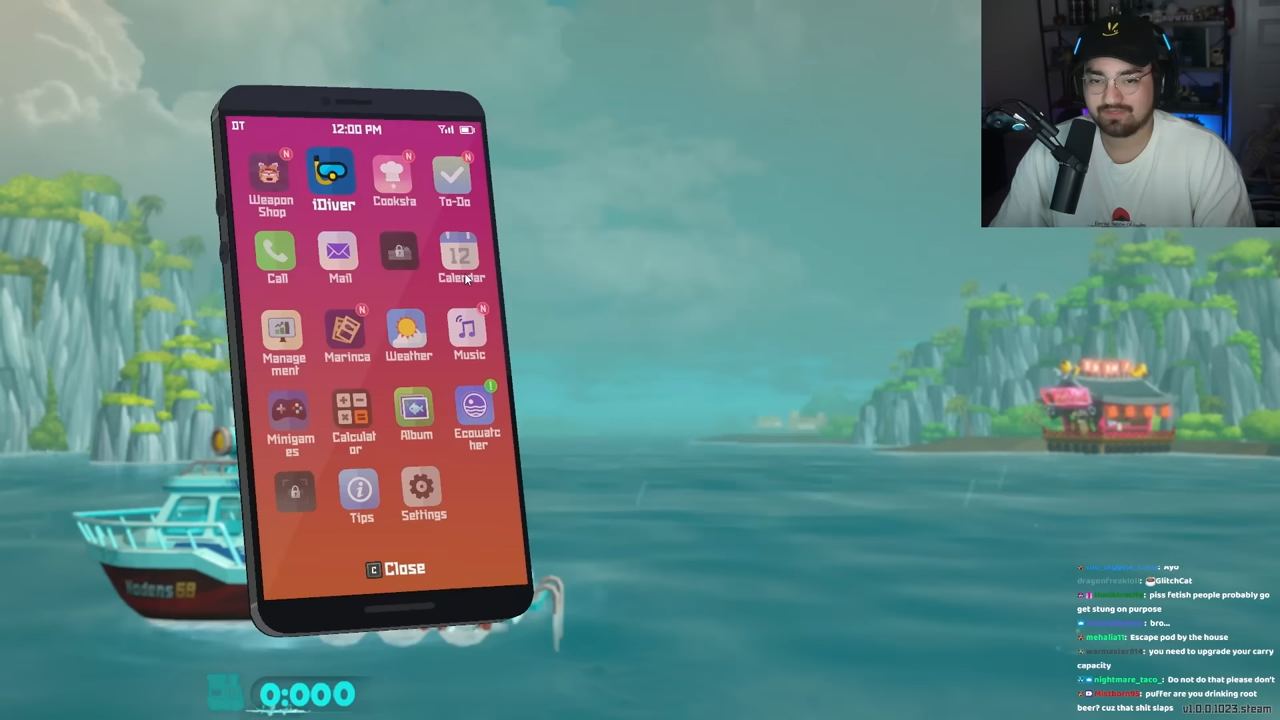 DT
12:00 PM
N
N
N
Weapon
Shop
iDiver
Cooksta
To-Do
12
Call
Mail
Calendar
N
N
Manage
ment
Marinca
Weather
Music
!
Minigam
es
Calculat
or
Album
Ecowatc
her
Tips
Settings
C Close
0:000
: Ayo
GlitchCat
: piss fetish people probably go
get stung on purpose
: bro...
mehalia11: Escape pod by the house
: you need to upgrade your carry
capacity
nightmare_taco_: Do not do that please don't
: puffer are you drinking root
beer? cuz that shit slaps
v1.0.0.1023.steam